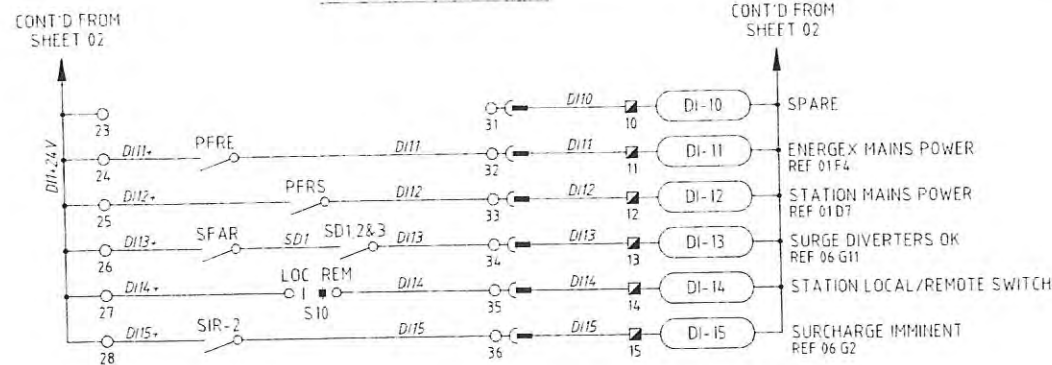 CONT'D FROM
SHEET 02
CONT'D FROM
SHEET 02
DI1+24V
23
31
DI10
10
DI-10
SPARE
24
DI11+
PFRE
DI11
32
DI11
11
DI-11
ENERGEX MAINS POWER
REF 01F4
25
DI12+
PFRS
DI12
33
DI12
12
DI-12
STATION MAINS POWER
REF 01D7
26
DI13+
SFAR
SD1
SD1,2&3
DI13
34
DI13
13
DI-13
SURGE DIVERTERS OK
REF 06 G11
27
DI14+
LOC REM
S10
DI14
35
DI14
14
DI-14
STATION LOCAL/REMOTE SWITCH
28
DI15+
SIR-2
DI15
36
DI15
15
DI-15
SURCHARGE IMMINENT
REF 06 G2